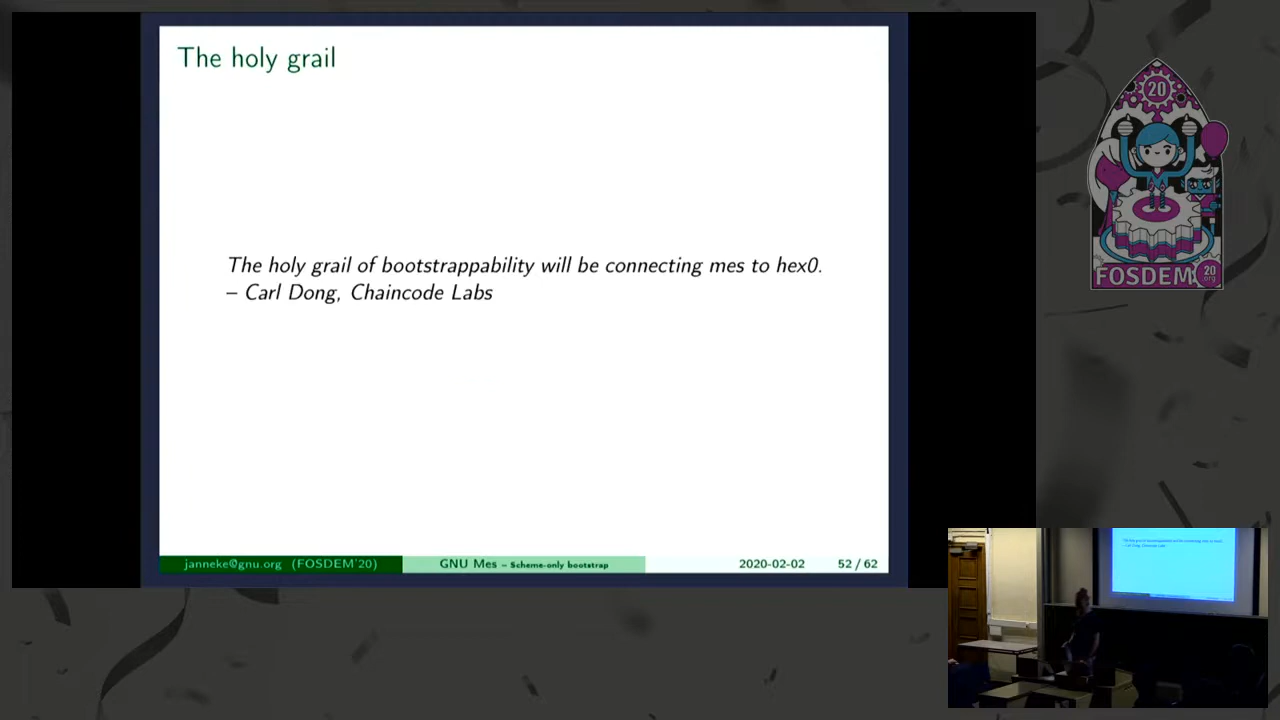 The holy grail
The holy grail of bootstrappability will be connecting mes to hex0.
– Carl Dong, Chaincode Labs
janneke@gnu.org (FOSDEM'20)
GNU Mes – Scheme-only bootstrap
2020-02-02
52 / 62
20
FOSDEM
20
.org